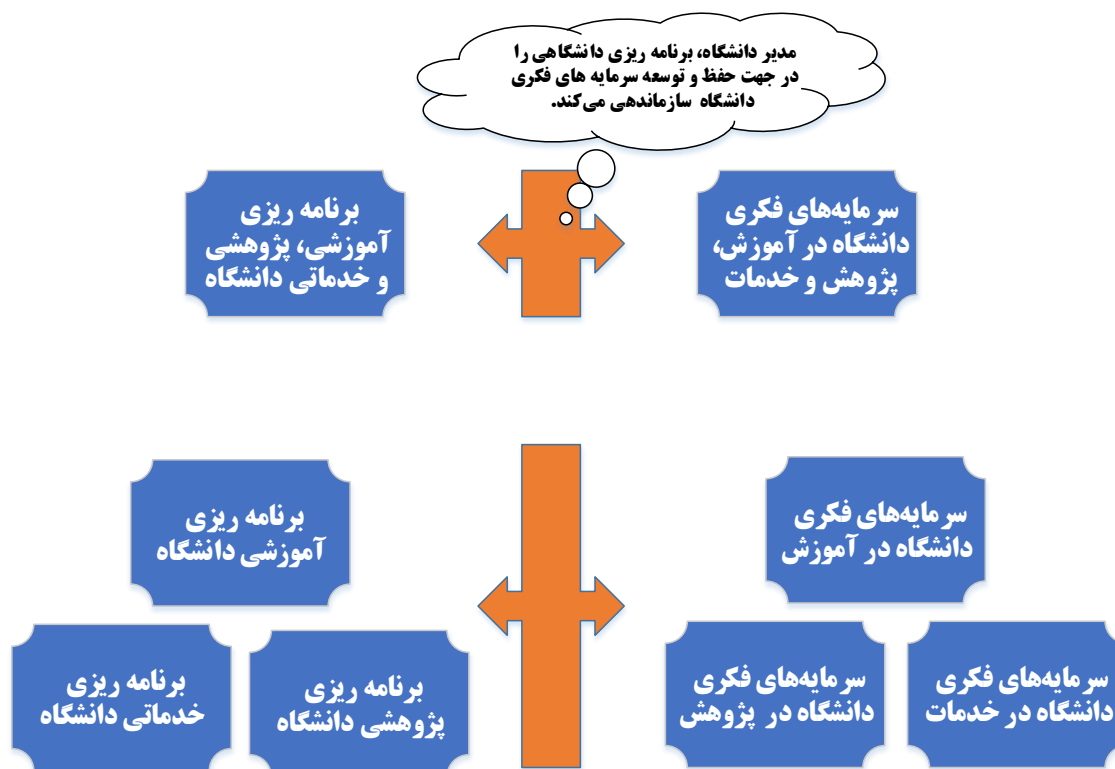 مدیر دانشگاه، برنامه ریزی دانشگاهی را
در جهت حفظ و توسعه سرمایه های فکری
دانشگاه سازماندهی می‌کند.
سرمایه‌های فکری
دانشگاه در آموزش،
پژوهش و خدمات
برنامه ریزی
آموزشی، پژوهشی
و خدماتی دانشگاه
سرمایه‌های فکری
دانشگاه در آموزش
برنامه ریزی
آموزشی دانشگاه
سرمایه‌های فکری
دانشگاه در خدمات
سرمایه‌های فکری
دانشگاه در پژوهش
برنامه ریزی
پژوهشی دانشگاه
برنامه ریزی
خدماتی دانشگاه